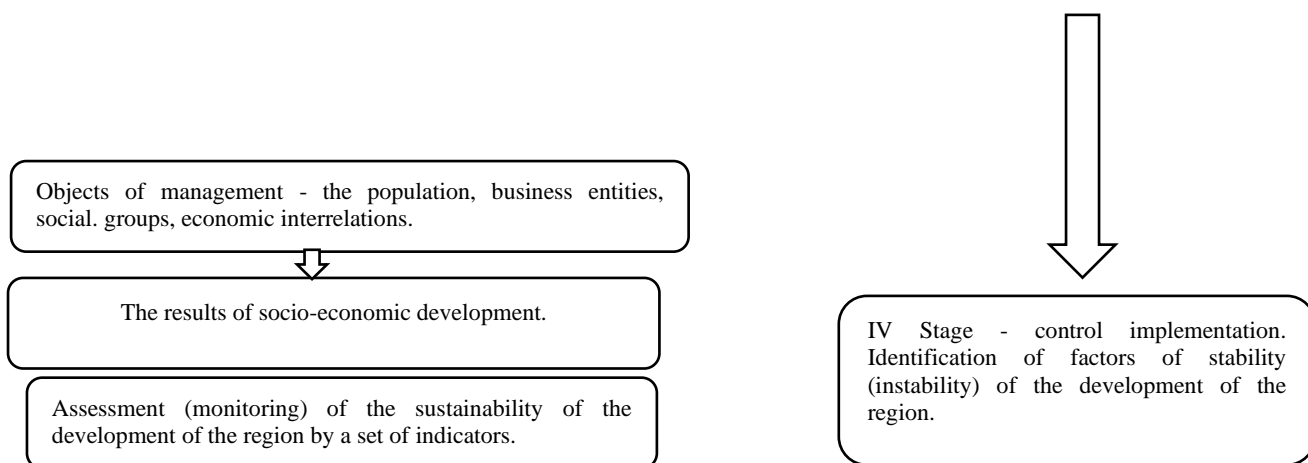 Objects of management - the population, business entities,
social. groups, economic interrelations.
The results of socio-economic development.
Assessment (monitoring) of the sustainability of the
development of the region by a set of indicators.
IV Stage - control implementation.
Identification of factors of stability
(instability) of the development of the
region.